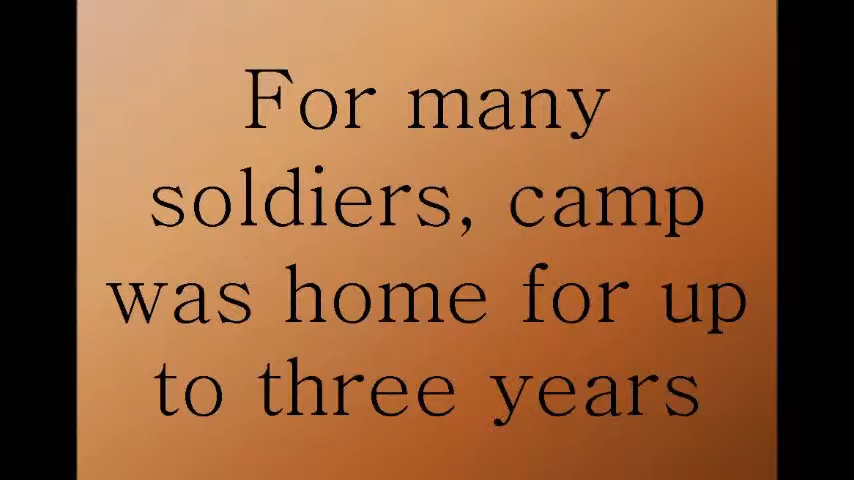 For many
soldiers, camp
was home for up
to three years